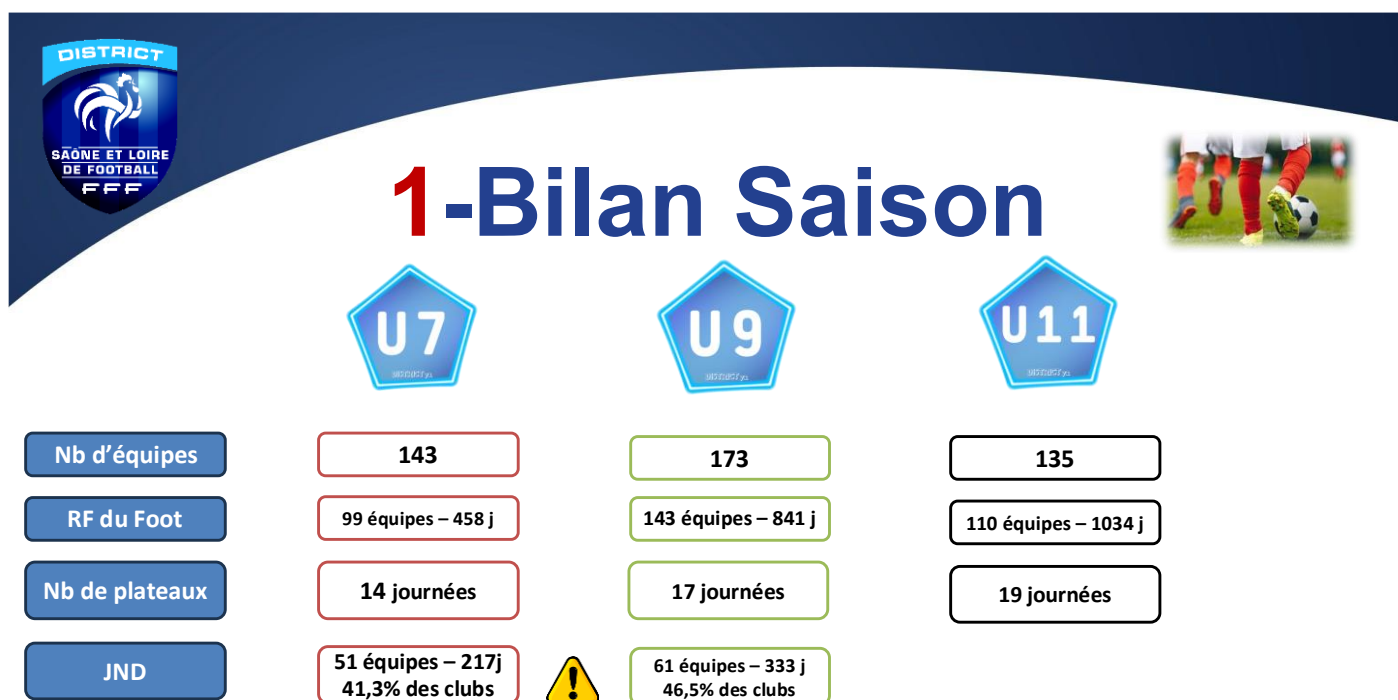 DISTRICT
SAÔNE ET LOIRE
DE FOOTBALL
FFF
1-Bilan Saison
U7
U9
U11
Nb d'équipes
143
173
135
RF du Foot
99 équipes – 458 j
143 équipes – 841 j
110 équipes – 1034 j
Nb de plateaux
14 journées
17 journées
19 journées
JND
51 équipes – 217j
41,3% des clubs
!
61 équipes – 333 j
46,5% des clubs